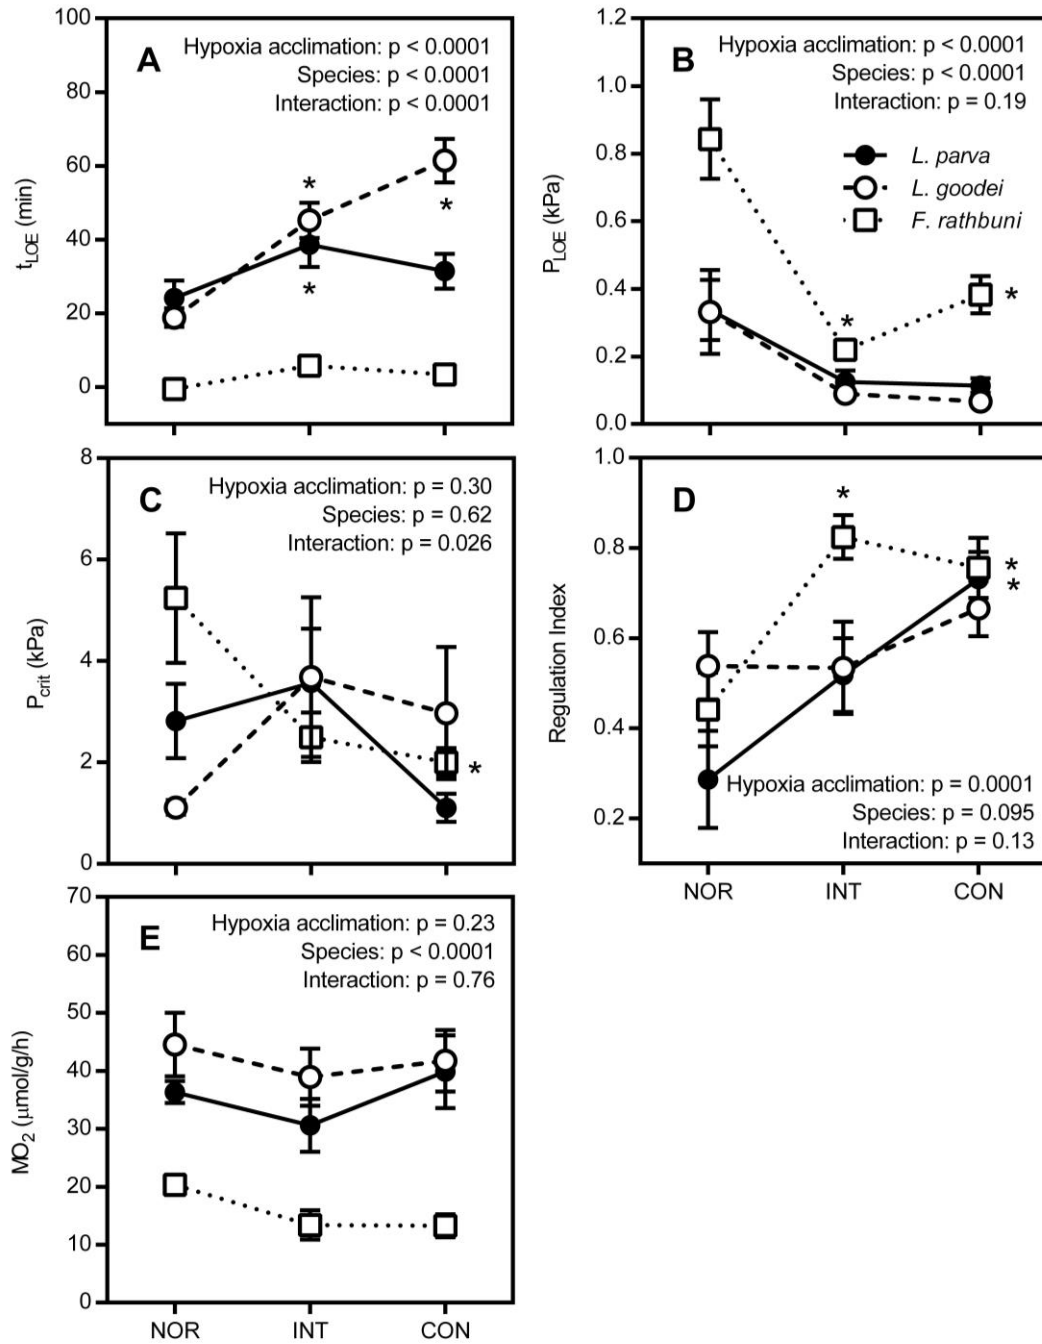 A
Hypoxia acclimation: p < 0.0001
Species: p < 0.0001
Interaction: p < 0.0001
100
80
60
40
20
0
tLOE (min)
*
*
*
B
Hypoxia acclimation: p < 0.0001
Species: p < 0.0001
Interaction: p = 0.19
L. parva
L. goodei
F. rathbuni
1.2
1.0
0.8
0.6
0.4
0.2
0.0
PLOE (kPa)
*
*
C
Hypoxia acclimation: p = 0.30
Species: p = 0.62
Interaction: p = 0.026
8
6
4
2
0
Pcrit (kPa)
*
D
1.0
0.8
0.6
0.4
0.2
Regulation Index
*
*
*
Hypoxia acclimation: p = 0.0001
Species: p = 0.095
Interaction: p = 0.13
NOR INT CON
E
Hypoxia acclimation: p = 0.23
Species: p < 0.0001
Interaction: p = 0.76
70
60
50
40
30
20
10
0
MO2 (μmol/g/h)
NOR INT CON